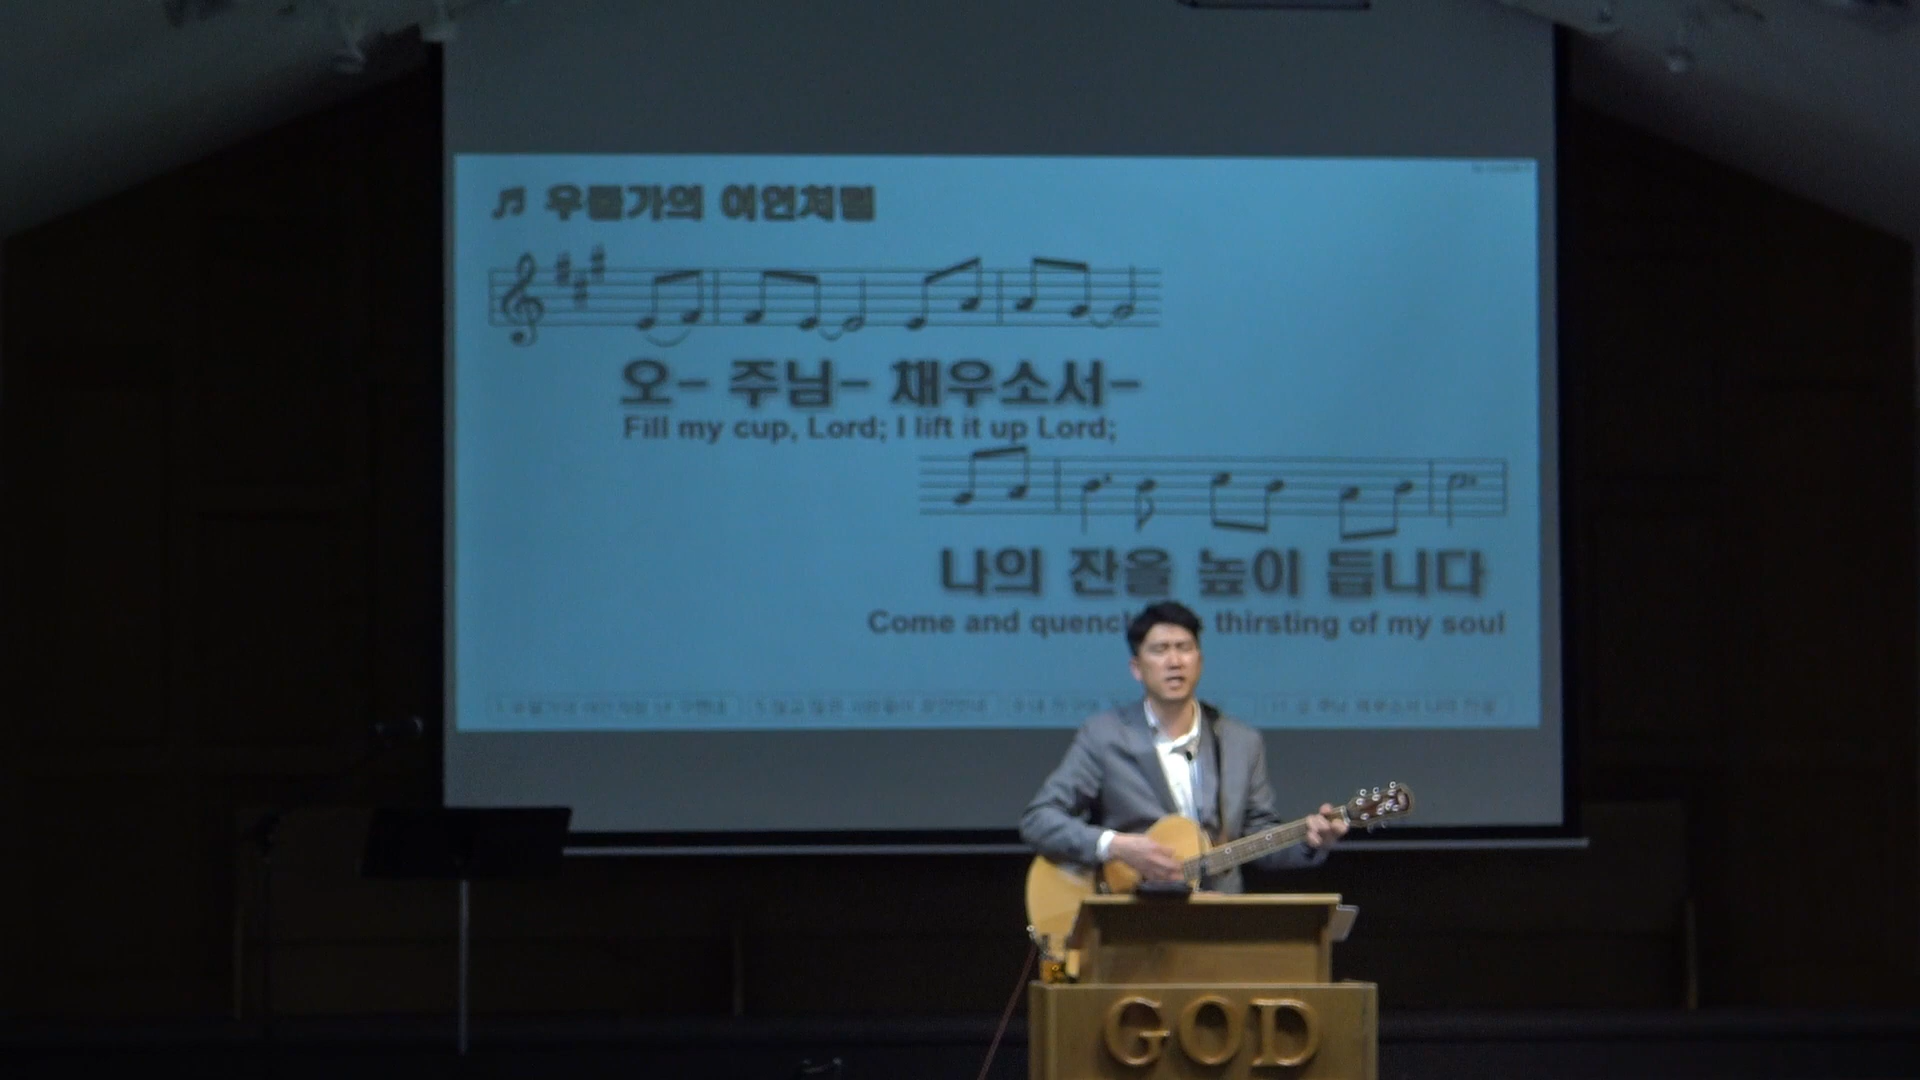 ♬ 우물가의 여인처럼
오- 주님- 채우소서-
Fill my cup, Lord; I lift it up Lord;
나의 잔을 높이 듭니다
Come and quench thirsting of my soul
GOD